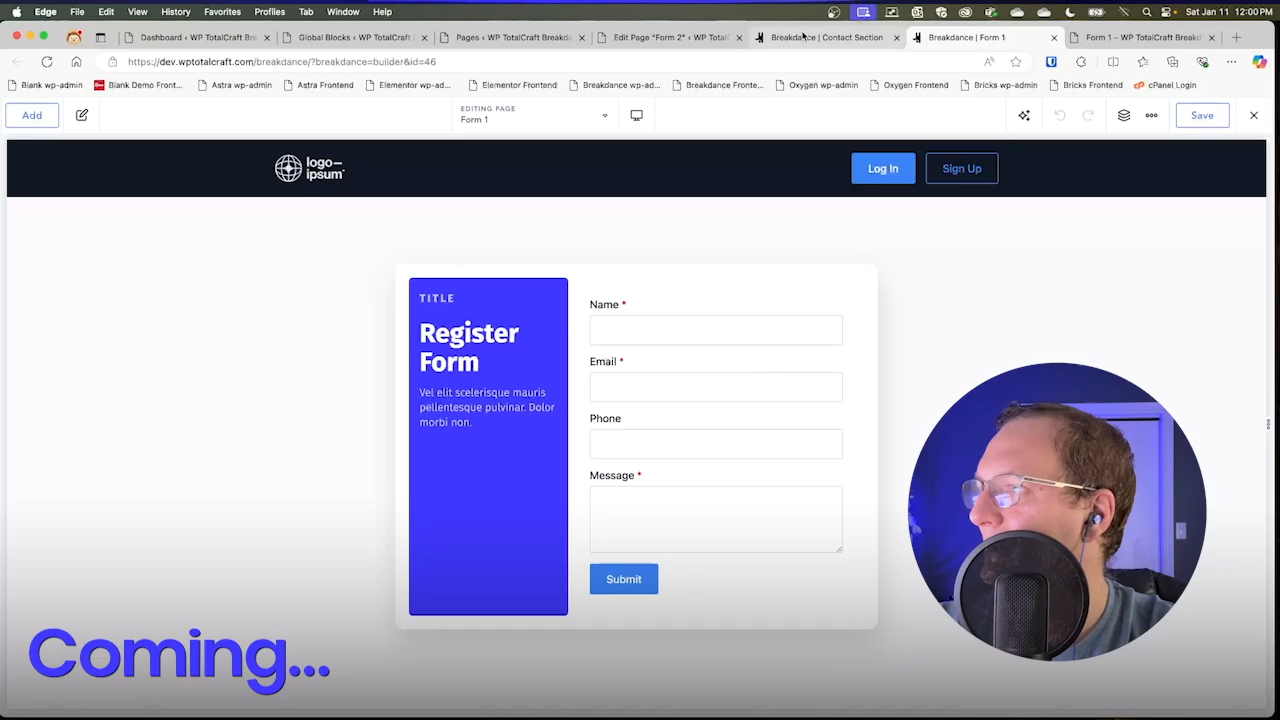 Edge File Edit View History Favorites Profiles Tab Window Help Sat Jan 11 12:00 PM
Dashboard ‹ WP TotalCraft Br Global Blocks ‹ WP TotalCraft Pages ‹ WP TotalCraft Breakda Edit Page "Form 2" ‹ WP Total Breakdance | Contact Section Breakdance | Form 1 Form 1 – WP TotalCraft Breakd
https://dev.wptotalcraft.com/breakdance/?breakdance=builder&id=46
Blank wp-admin Blank Demo Front... Astra wp-admin Astra Frontend Elementor wp-ad... Elementor Frontend Breakdance wp-ad... Breakdance Fronte... Oxygen wp-admin Oxygen Frontend Bricks wp-admin Bricks Frontend cPanel Login
Add
EDITING PAGE
Form 1
Save
logo—
ipsum
Log In
Sign Up
TITLE
Register
Form
Vel elit scelerisque mauris
pellentesque pulvinar. Dolor
morbi non.
Name *
Email *
Phone
Message *
Submit
Coming...